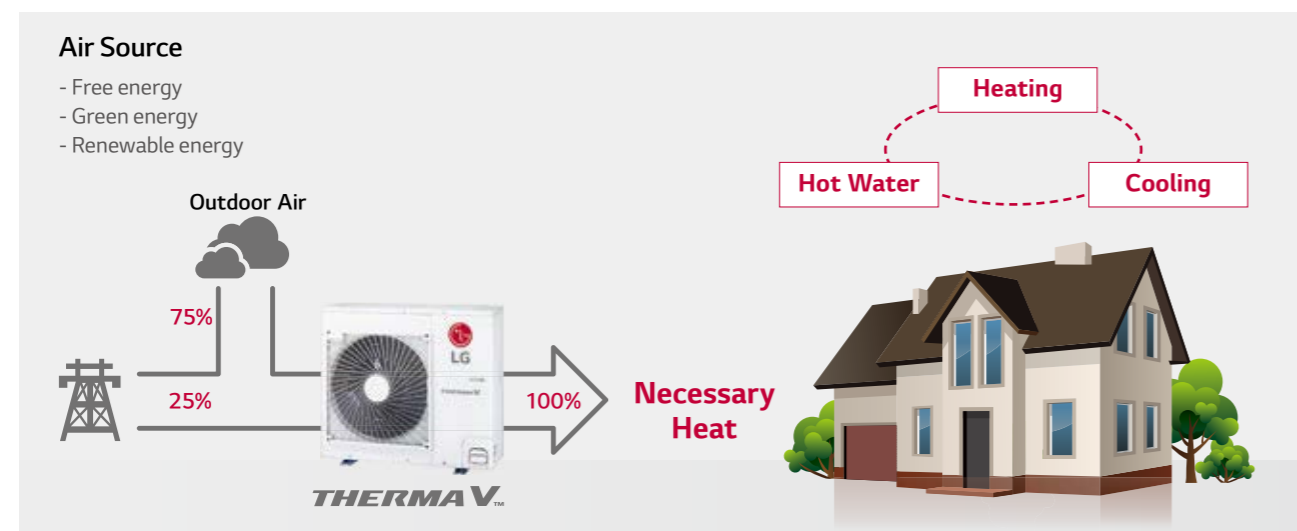 Air Source
- Free energy
- Green energy
- Renewable energy
Outdoor Air
75%
25%
LG
100%
THERMA V™
Necessary
Heat
Heating
Hot Water
Cooling